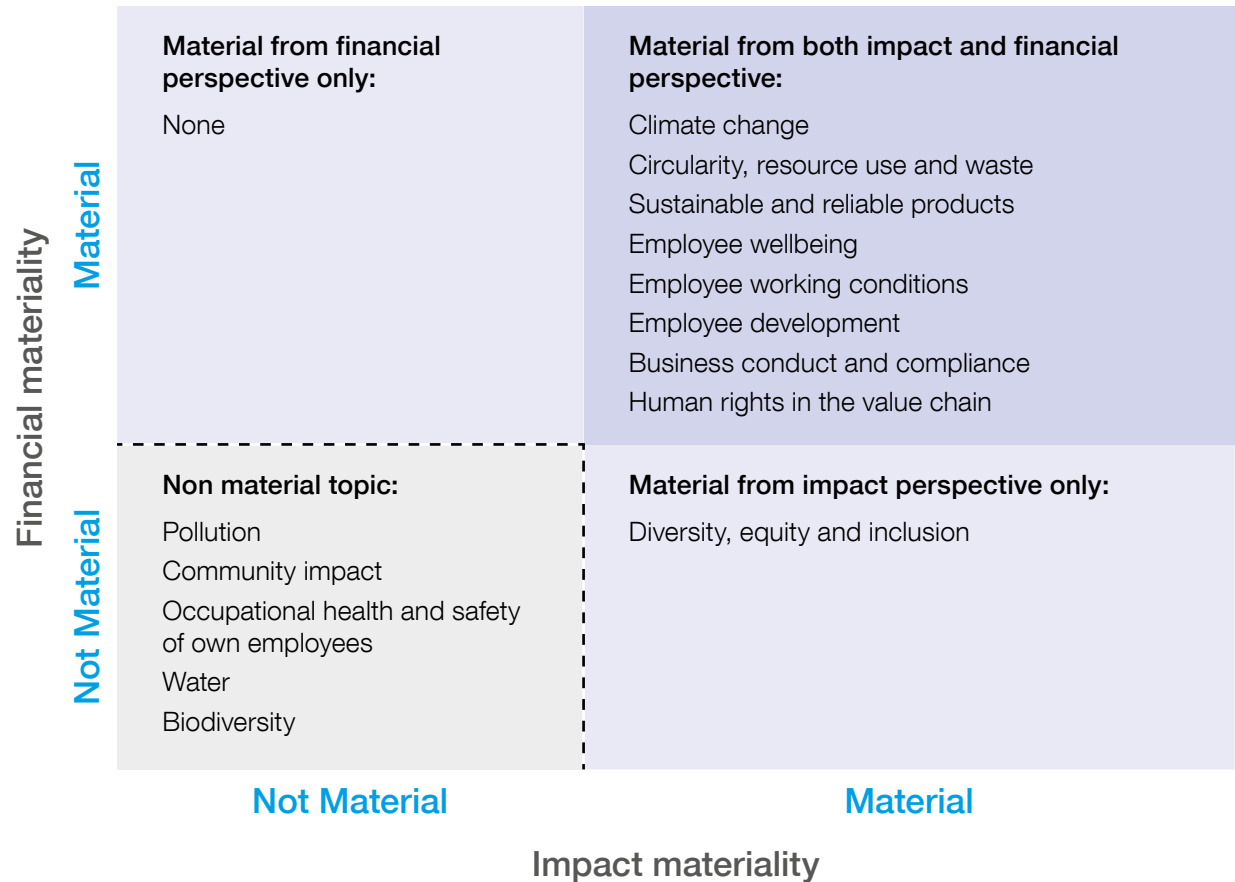 Financial materiality
Material
Not Material
Material from financial
perspective only:
None
Material from both impact and financial
perspective:
Climate change
Circularity, resource use and waste
Sustainable and reliable products
Employee wellbeing
Employee working conditions
Employee development
Business conduct and compliance
Human rights in the value chain
Non material topic:
Pollution
Community impact
Occupational health and safety
of own employees
Water
Biodiversity
Material from impact perspective only:
Diversity, equity and inclusion
Not Material
Material
Impact materiality